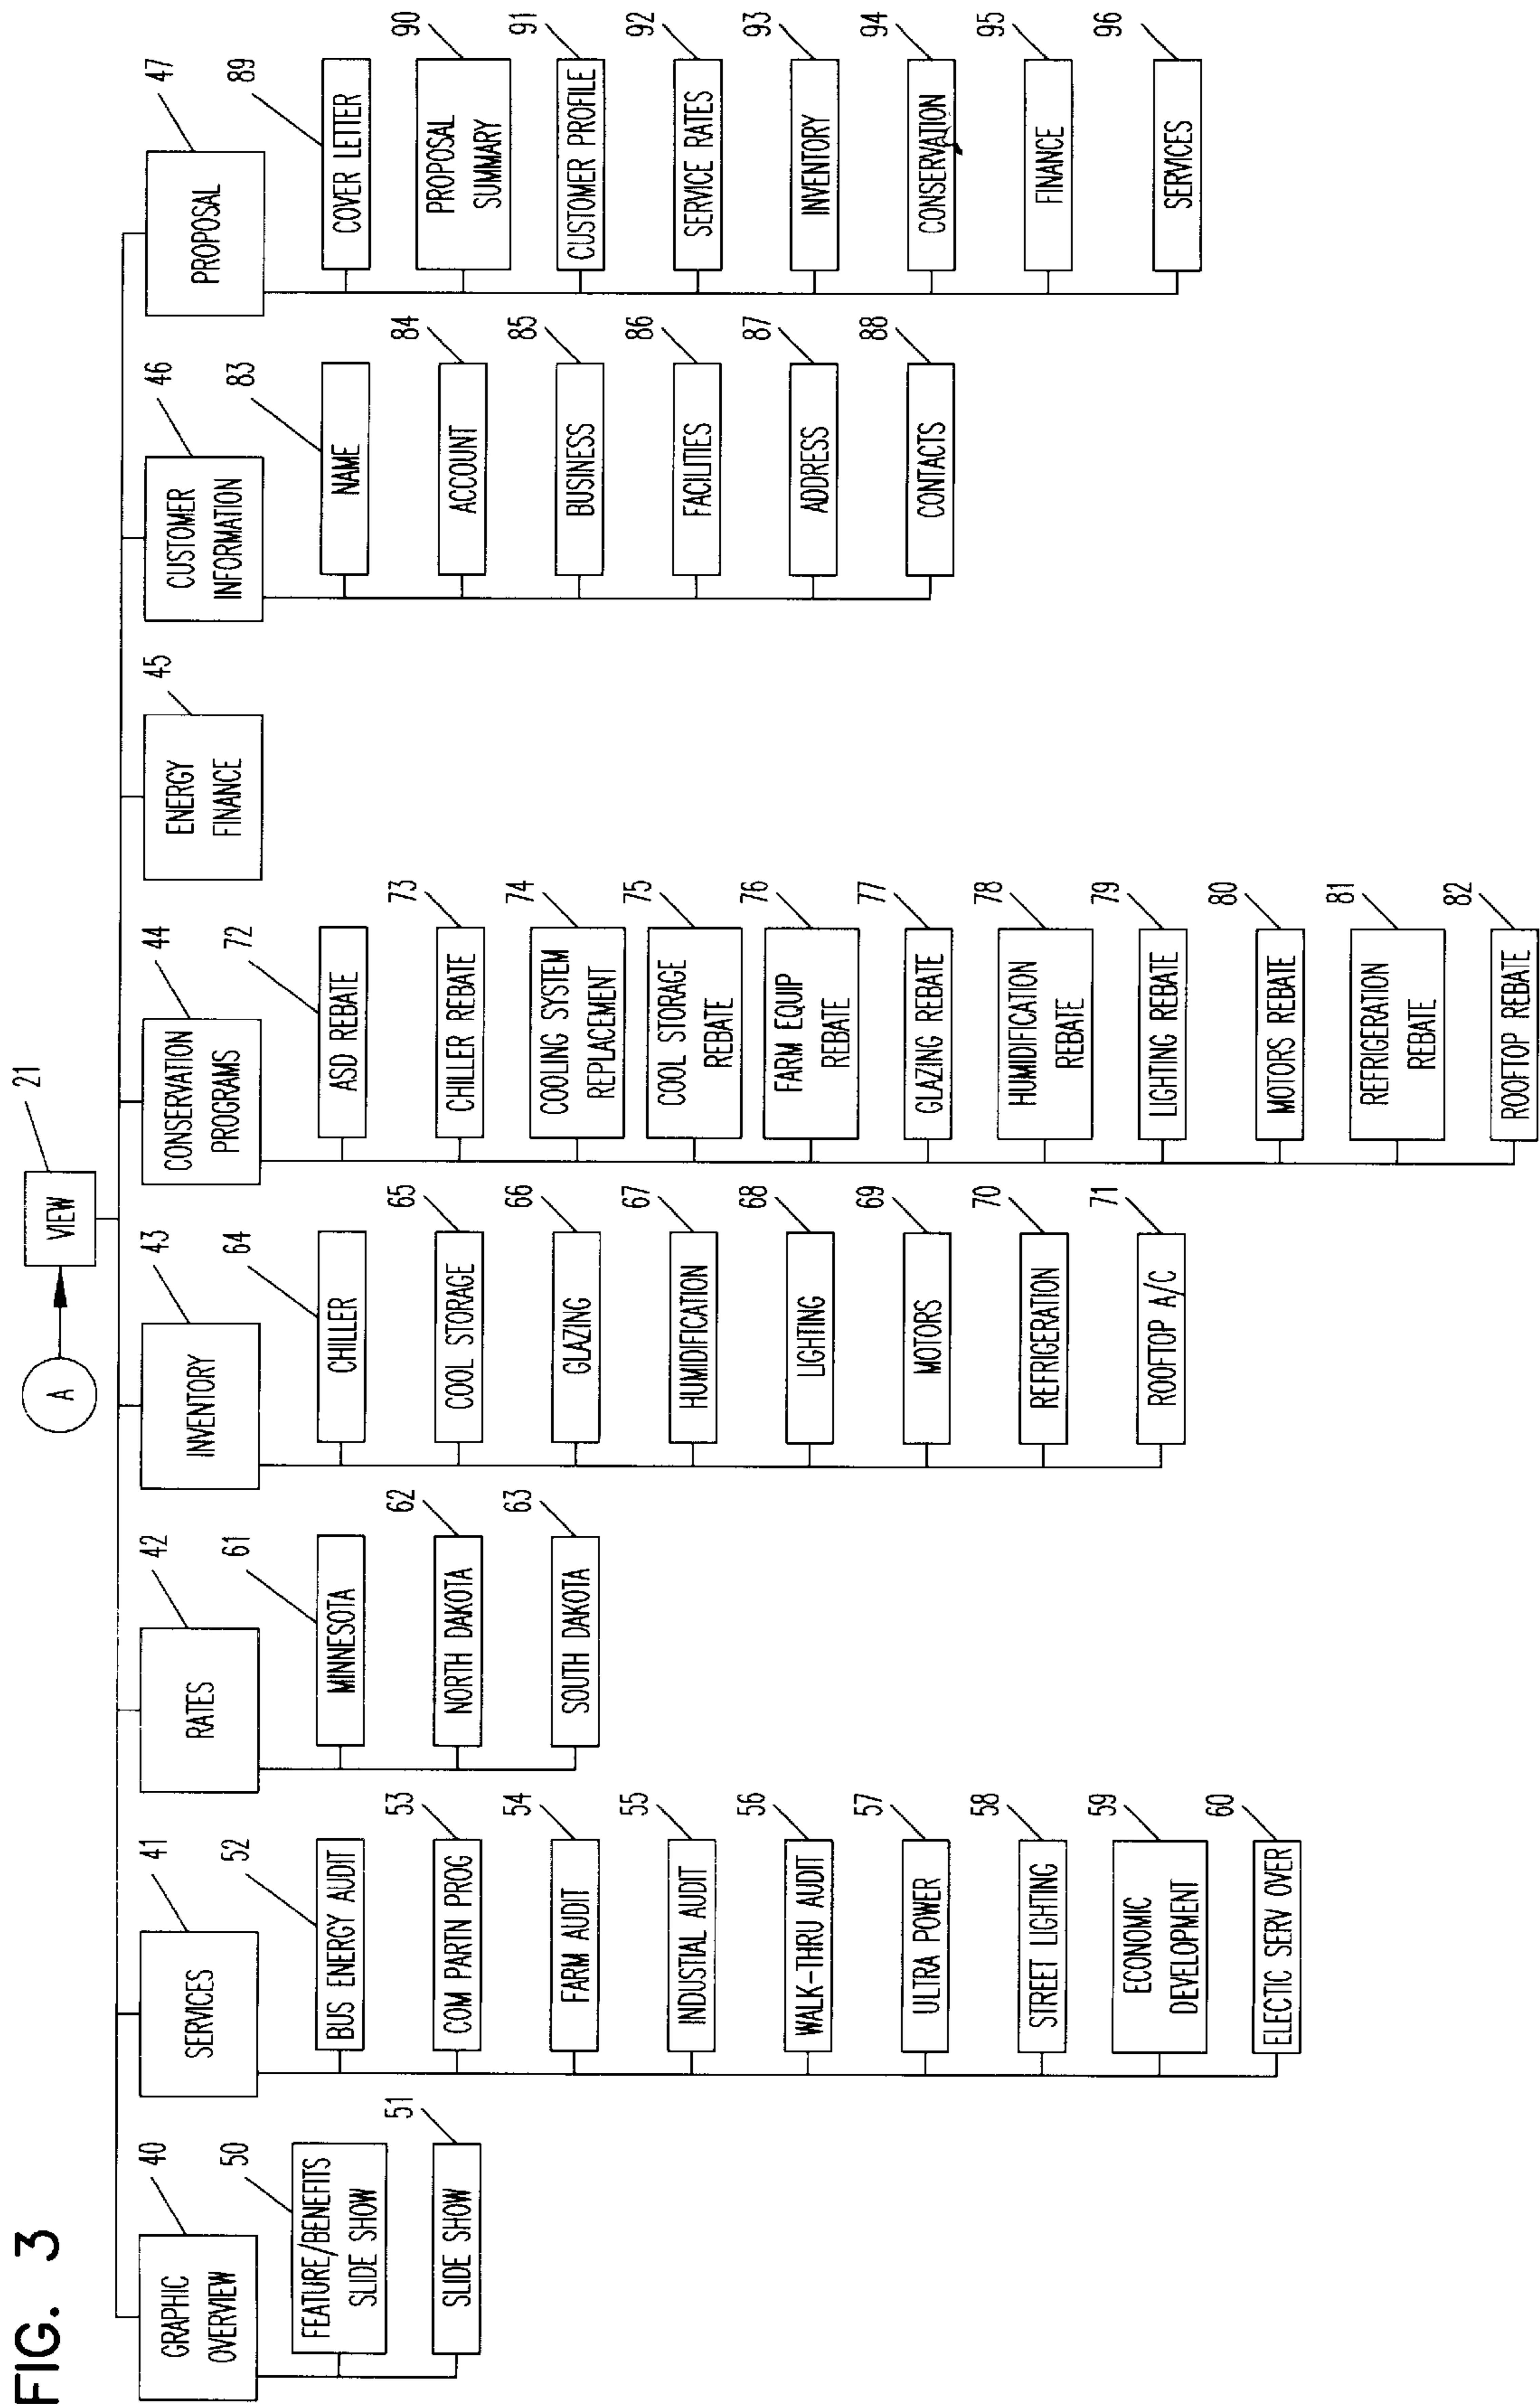 FIG. 3
A
VIEW
21
GRAPHIC
OVERVIEW
40
FEATURE/BENEFITS
SLIDE SHOW
50
SLIDE SHOW
51
SERVICES
41
BUS ENERGY AUDIT
52
COM PARTN PROG
53
FARM AUDIT
54
INDUSTIAL AUDIT
55
WALK-THRU AUDIT
56
ULTRA POWER
57
STREET LIGHTING
58
ECONOMIC
DEVELOPMENT
59
ELECTIC SERV OVER
60
RATES
42
MINNESOTA
61
NORTH DAKOTA
62
SOUTH DAKOTA
63
INVENTORY
43
CHILLER
64
COOL STORAGE
65
GLAZING
66
HUMIDIFICATION
67
LIGHTING
68
MOTORS
69
REFRIGERATION
70
ROOFTOP A/C
71
CONSERVATION
PROGRAMS
44
ASD REBATE
72
CHILLER REBATE
73
COOLING SYSTEM
REPLACEMENT
74
COOL STORAGE
REBATE
75
FARM EQUIP
REBATE
76
GLAZING REBATE
77
HUMIDIFICATION
REBATE
78
LIGHTING REBATE
79
MOTORS REBATE
80
REFRIGERATION
REBATE
81
ROOFTOP REBATE
82
ENERGY
FINANCE
45
CUSTOMER
INFORMATION
46
NAME
83
ACCOUNT
84
BUSINESS
85
FACILITIES
86
ADDRESS
87
CONTACTS
88
PROPOSAL
47
COVER LETTER
89
PROPOSAL
SUMMARY
90
CUSTOMER PROFILE
91
SERVICE RATES
92
INVENTORY
93
CONSERVATION
94
FINANCE
95
SERVICES
96